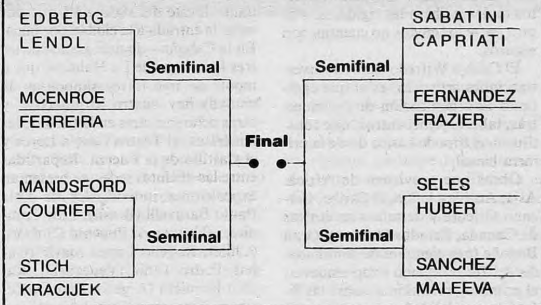 EDBERG
LENDL
Semifinal
MCENROE
FERREIRA
MANDSFORD
COURIER
Semifinal
STICH
KRACIJEK
Final
SABATINI
CAPRIATI
Semifinal
FERNANDEZ
FRAZIER
SELES
HUBER
Semifinal
SANCHEZ
MALEEVA